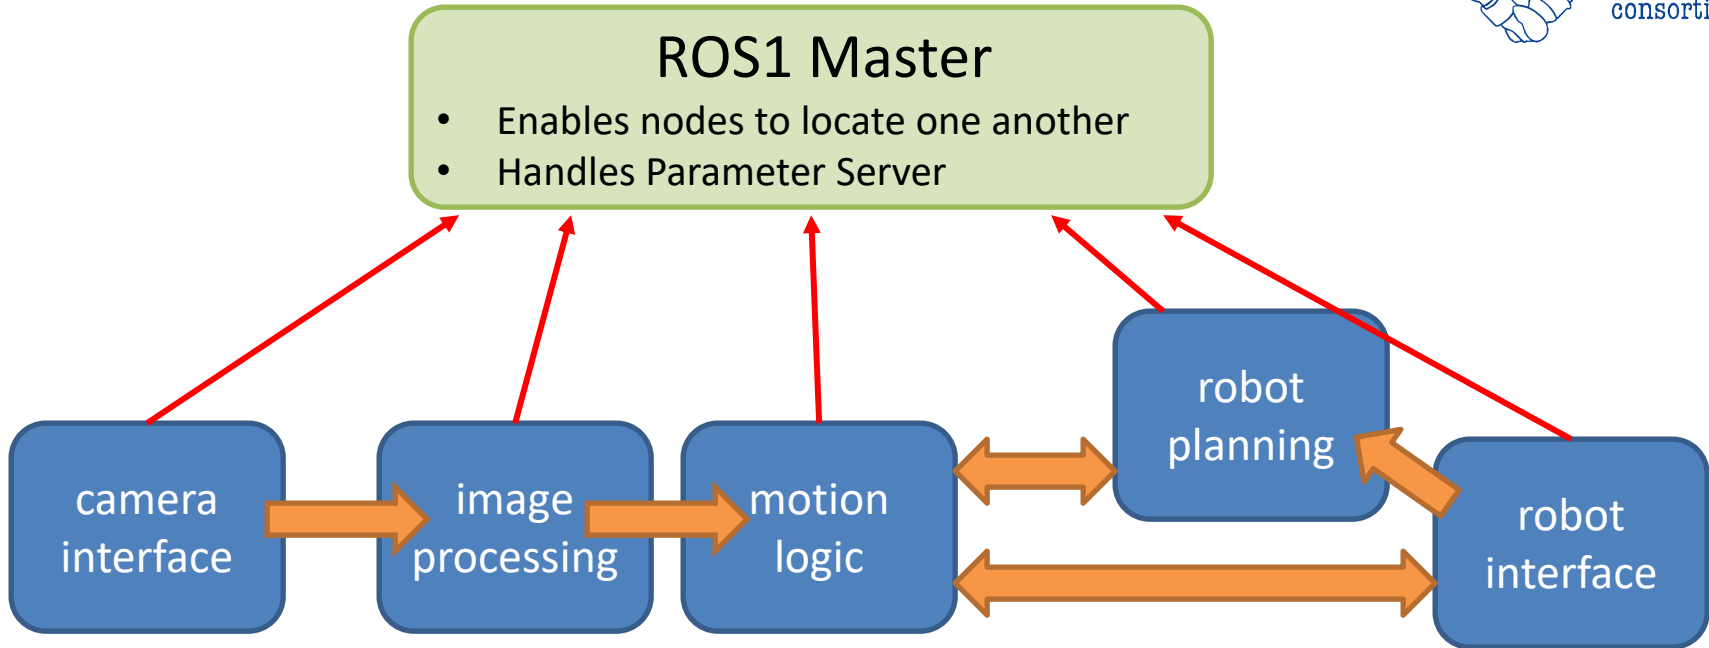 consorti
ROS1 Master
• Enables nodes to locate one another
• Handles Parameter Server
robot
planning
camera
interface
image
processing
motion
logic
robot
interface